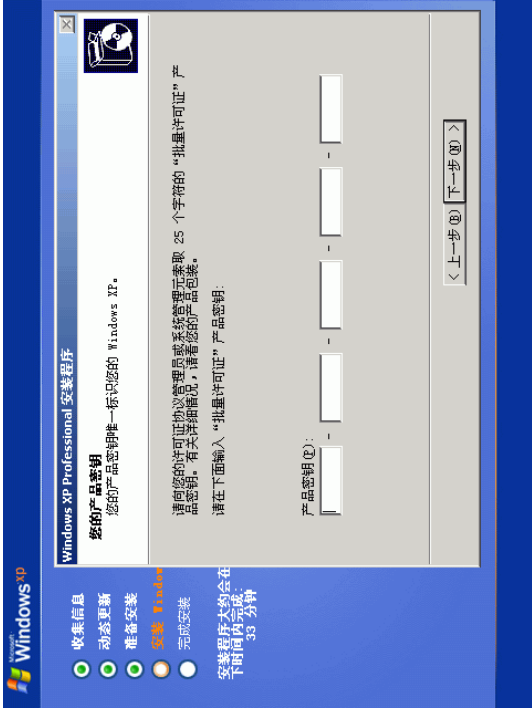 Microsoft
Windows xp
收集信息
动态更新
准备安装
安装 Window
完成安装
安装程序大约会在
下时间内完成:
33 分钟
Windows XP Professional 安装程序
您的产品密钥
您的产品密钥唯一标识您的 Windows XP。
请向您的许可证协议管理员或系统管理元索取 25 个字符的“批量许可证”产
品密钥。有关详细情况，请看您的产品包装。
请在下面输入 “批量许可证” 产品密钥:
产品密钥(P):
- - - -
< 上一步(B) 下一步(N) >